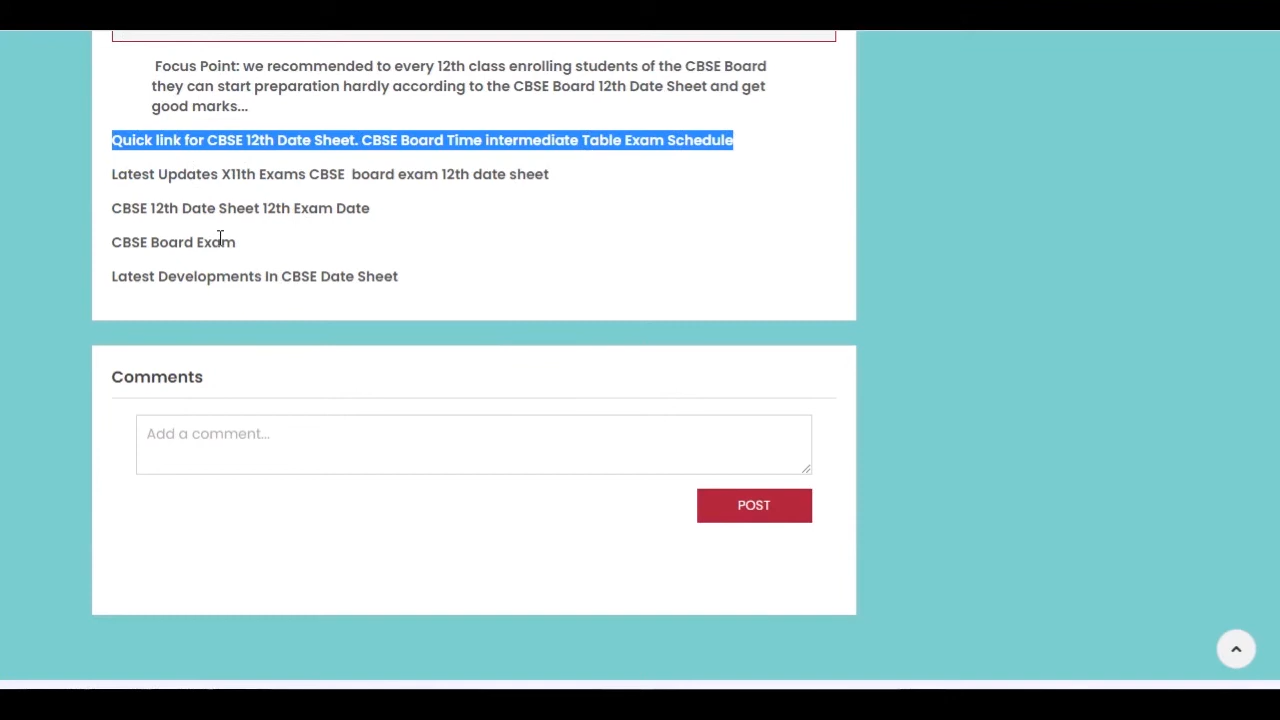 Focus Point: we recommended to every 12th class enrolling students of the CBSE Board
they can start preparation hardly according to the CBSE Board 12th Date Sheet and get
good marks...
Quick link for CBSE 12th Date Sheet. CBSE Board Time intermediate Table Exam Schedule
Latest Updates X11th Exams CBSE  board exam 12th date sheet
CBSE 12th Date Sheet 12th Exam Date
CBSE Board Exam
Latest Developments In CBSE Date Sheet
Comments
Add a comment...
POST